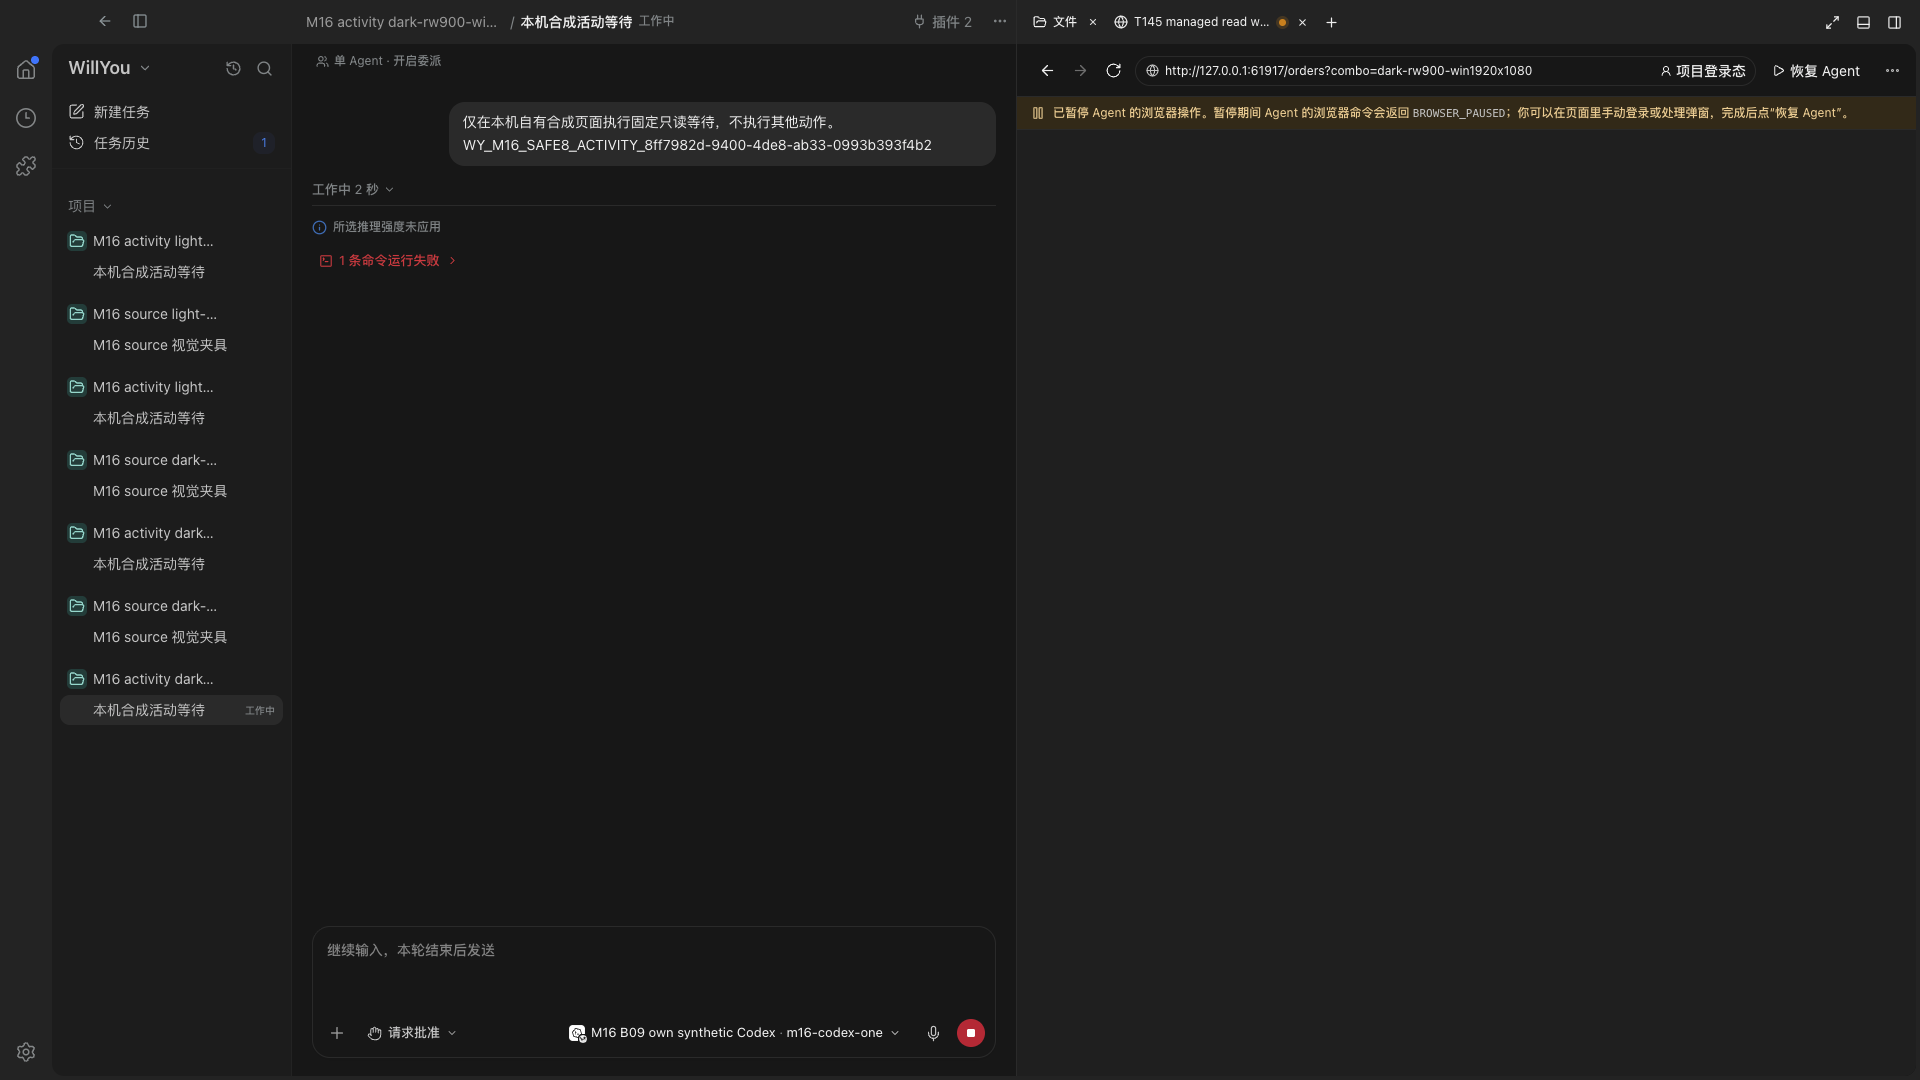 M16 activity dark-rw900-wi... / 本机合成活动等待 工作中
插件 2
文件
T145 managed read w...
WillYou
新建任务
任务历史 1
项目
M16 activity light...
本机合成活动等待
M16 source light-...
M16 source 视觉夹具
M16 activity light...
本机合成活动等待
M16 source dark-...
M16 source 视觉夹具
M16 activity dark...
本机合成活动等待
M16 source dark-...
M16 source 视觉夹具
M16 activity dark...
本机合成活动等待 工作中
单 Agent · 开启委派
仅在本机自有合成页面执行固定只读等待，不执行其他动作。
WY_M16_SAFE8_ACTIVITY_8ff7982d-9400-4de8-ab33-0993b393f4b2
工作中 2 秒
所选推理强度未应用
1 条命令运行失败
继续输入，本轮结束后发送
请求批准
M16 B09 own synthetic Codex · m16-codex-one
http://127.0.0.1:61917/orders?combo=dark-rw900-win1920x1080
项目登录态
恢复 Agent
已暂停 Agent 的浏览器操作。暂停期间 Agent 的浏览器命令会返回 BROWSER_PAUSED；你可以在页面里手动登录或处理弹窗，完成后点“恢复 Agent”。